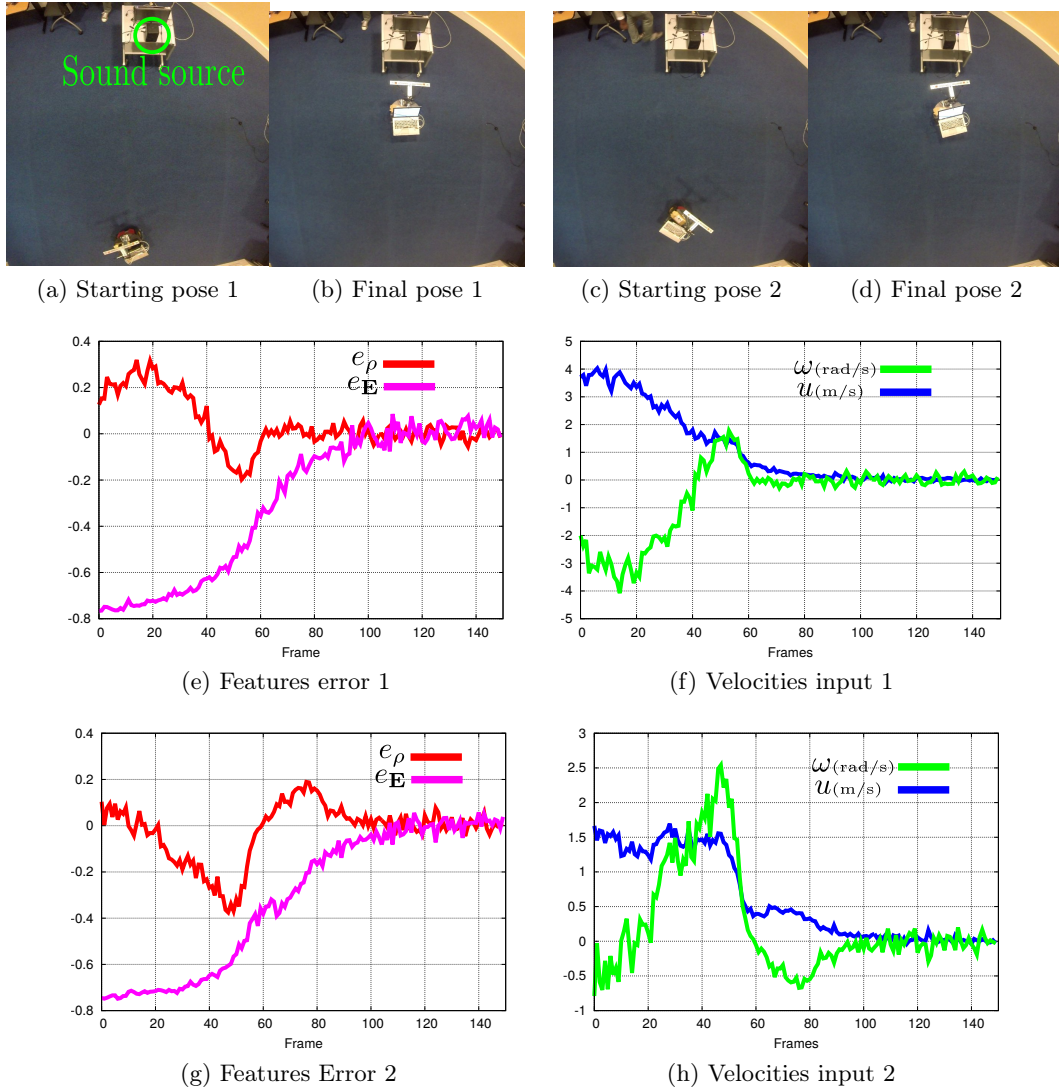 Sound source
(a) Starting pose 1
(b) Final pose 1
(c) Starting pose 2
(d) Final pose 2
0.4
0.2
0
-0.2
-0.4
-0.6
-0.8
0 20 40 60 80 100 120 140
Frame
eρ
eE
(e) Features error 1
5
4
3
2
1
0
-1
-2
-3
-4
-5
0 20 40 60 80 100 120 140
Frames
ω(rad/s)
u(m/s)
(f) Velocities input 1
0.4
0.2
0
-0.2
-0.4
-0.6
-0.8
0 20 40 60 80 100 120 140
Frame
eρ
eE
(g) Features Error 2
3
2.5
2
1.5
1
0.5
0
-0.5
-1
0 20 40 60 80 100 120 140
Frames
ω(rad/s)
u(m/s)
(h) Velocities input 2